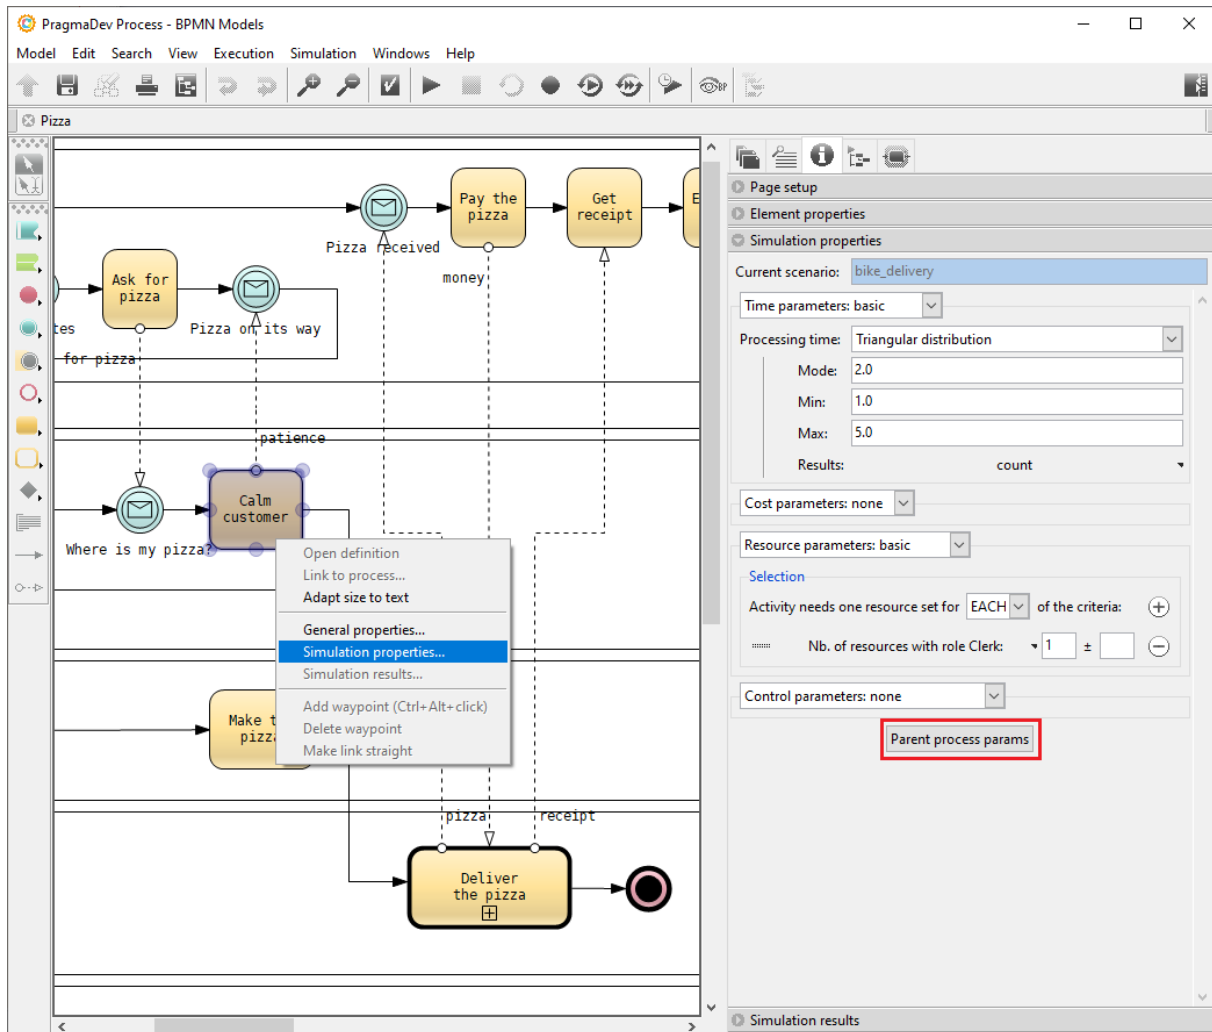 PragmaDev Process - BPMN Models
Model Edit Search View Execution Simulation Windows Help
BP
Pizza
Pay the
pizza
Get
receipt
E
Pizza received
money
Ask for
pizza
tes
Pizza on its way
for pizza
patience
Calm
customer
Where is my pizza?
Open definition
Link to process...
Adapt size to text
General properties...
Simulation properties...
Simulation results...
Add waypoint (Ctrl+Alt+click)
Delete waypoint
Make link straight
Make t
pizz
pizza
receipt
Deliver
the pizza
Page setup
Element properties
Simulation properties
Current scenario: bike_delivery
Time parameters: basic
Processing time: Triangular distribution
Mode: 2.0
Min: 1.0
Max: 5.0
Results: count
Cost parameters: none
Resource parameters: basic
Selection
Activity needs one resource set for EACH of the criteria:
Nb. of resources with role Clerk: 1 ±
Control parameters: none
Parent process params
Simulation results